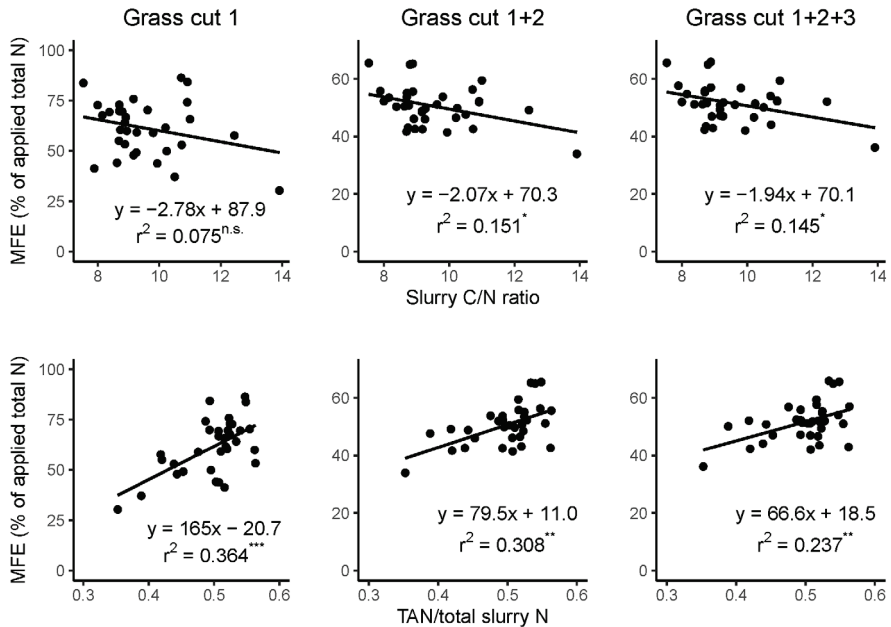 Grass cut 1
Grass cut 1+2
Grass cut 1+2+3
MFE (% of applied total N)
100
75
50
25
0
y = −2.78x + 87.9
r² = 0.075ⁿ·ˢ·
8 10 12 14
60
40
20
0
y = −2.07x + 70.3
r² = 0.151*
8 10 12 14
60
40
20
0
y = −1.94x + 70.1
r² = 0.145*
8 10 12 14
Slurry C/N ratio
MFE (% of applied total N)
100
75
50
25
0
y = 165x − 20.7
r² = 0.364***
0.3 0.4 0.5 0.6
60
40
20
0
y = 79.5x + 11.0
r² = 0.308**
0.3 0.4 0.5 0.6
60
40
20
0
y = 66.6x + 18.5
r² = 0.237**
0.3 0.4 0.5 0.6
TAN/total slurry N